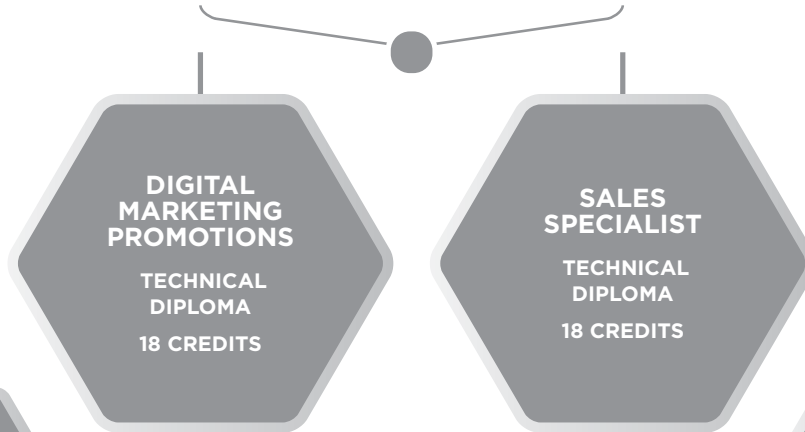 DIGITAL
MARKETING
PROMOTIONS
TECHNICAL
DIPLOMA
18 CREDITS
SALES
SPECIALIST
TECHNICAL
DIPLOMA
18 CREDITS